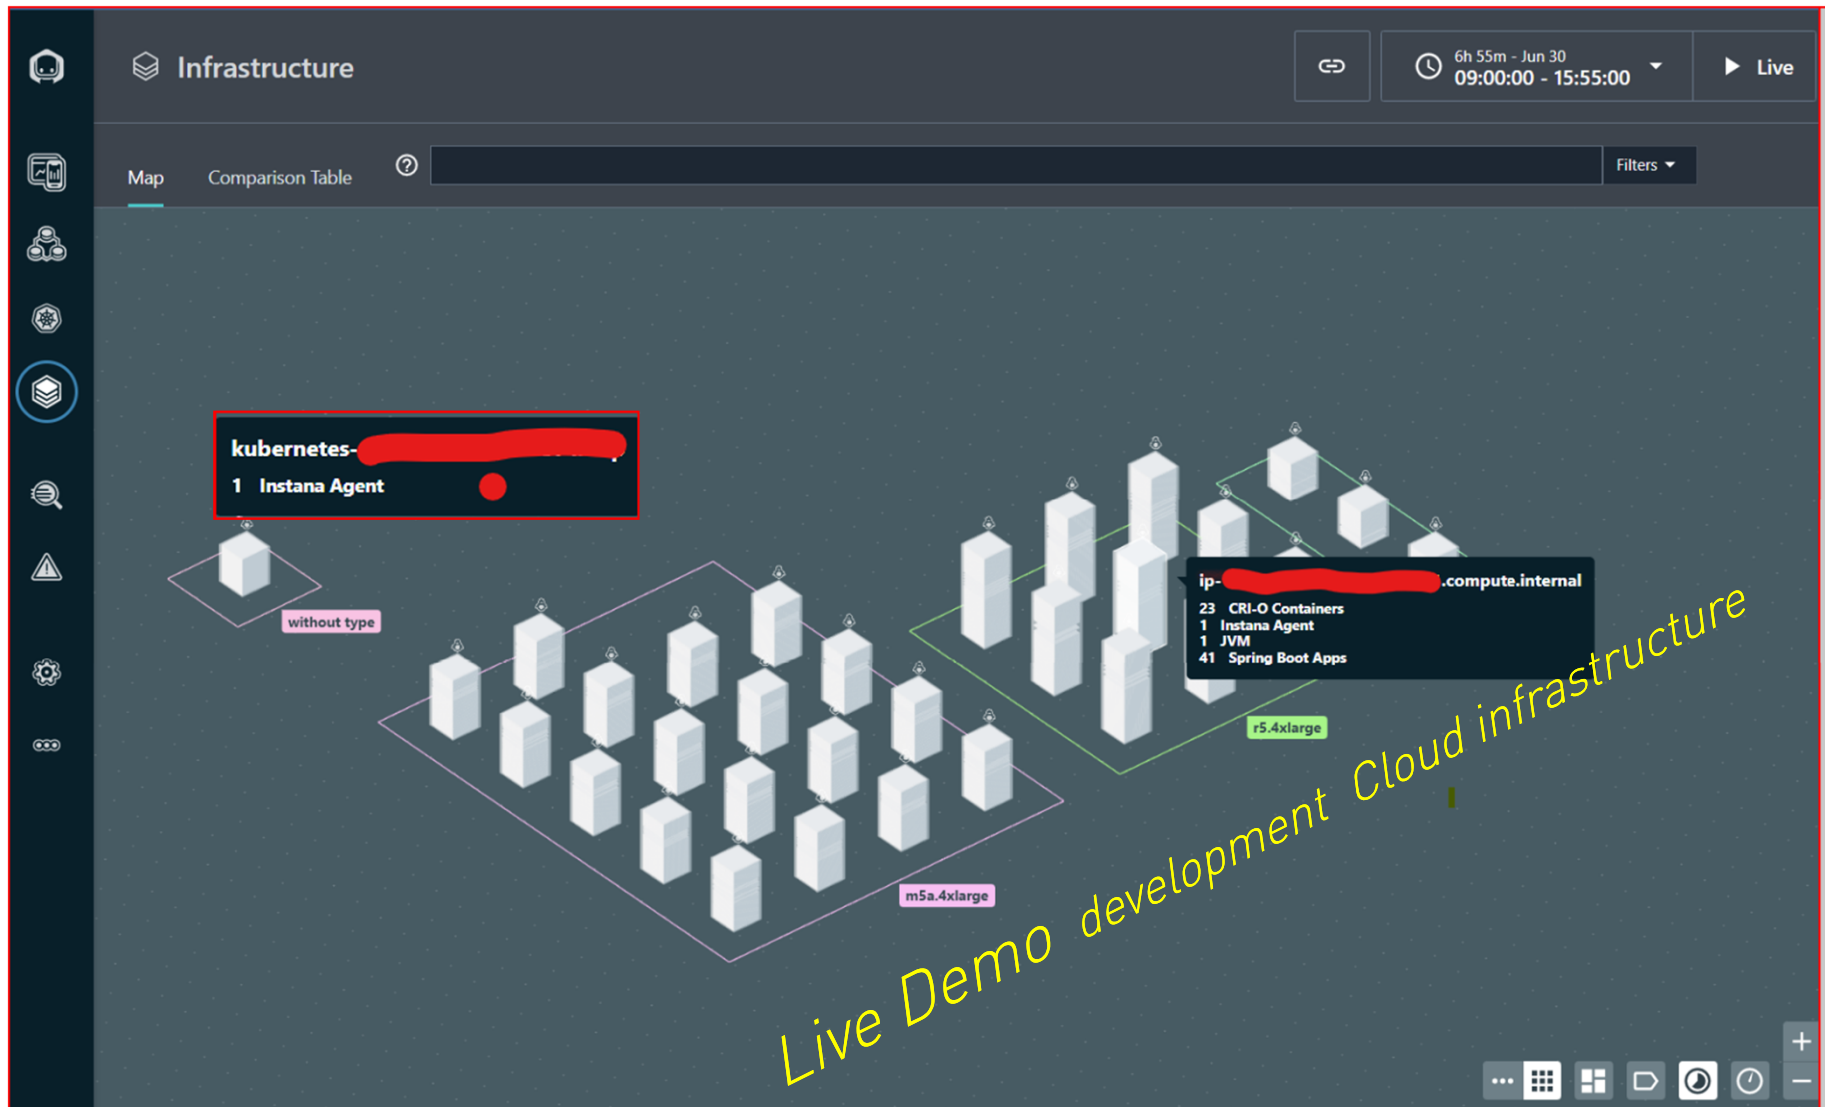 Infrastructure
6h 55m - Jun 30
09:00:00 - 15:55:00
Live
Map
Comparison Table
Filters
kubernetes-
1 Instana Agent
without type
ip-
.compute.internal
23 CRI-O Containers
1 Instana Agent
1 JVM
41 Spring Boot Apps
r5.4xlarge
m5a.4xlarge
Live Demo development Cloud infrastructure